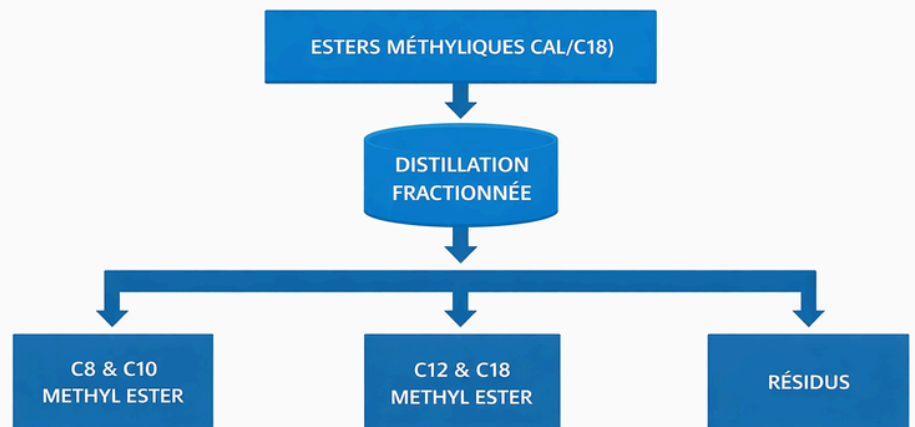 ESTERS MÉTHYLIQUES CAL/C18)
DISTILLATION
FRACTIONNÉE
C8 & C10
METHYL ESTER
C12 & C18
METHYL ESTER
RÉSIDUS